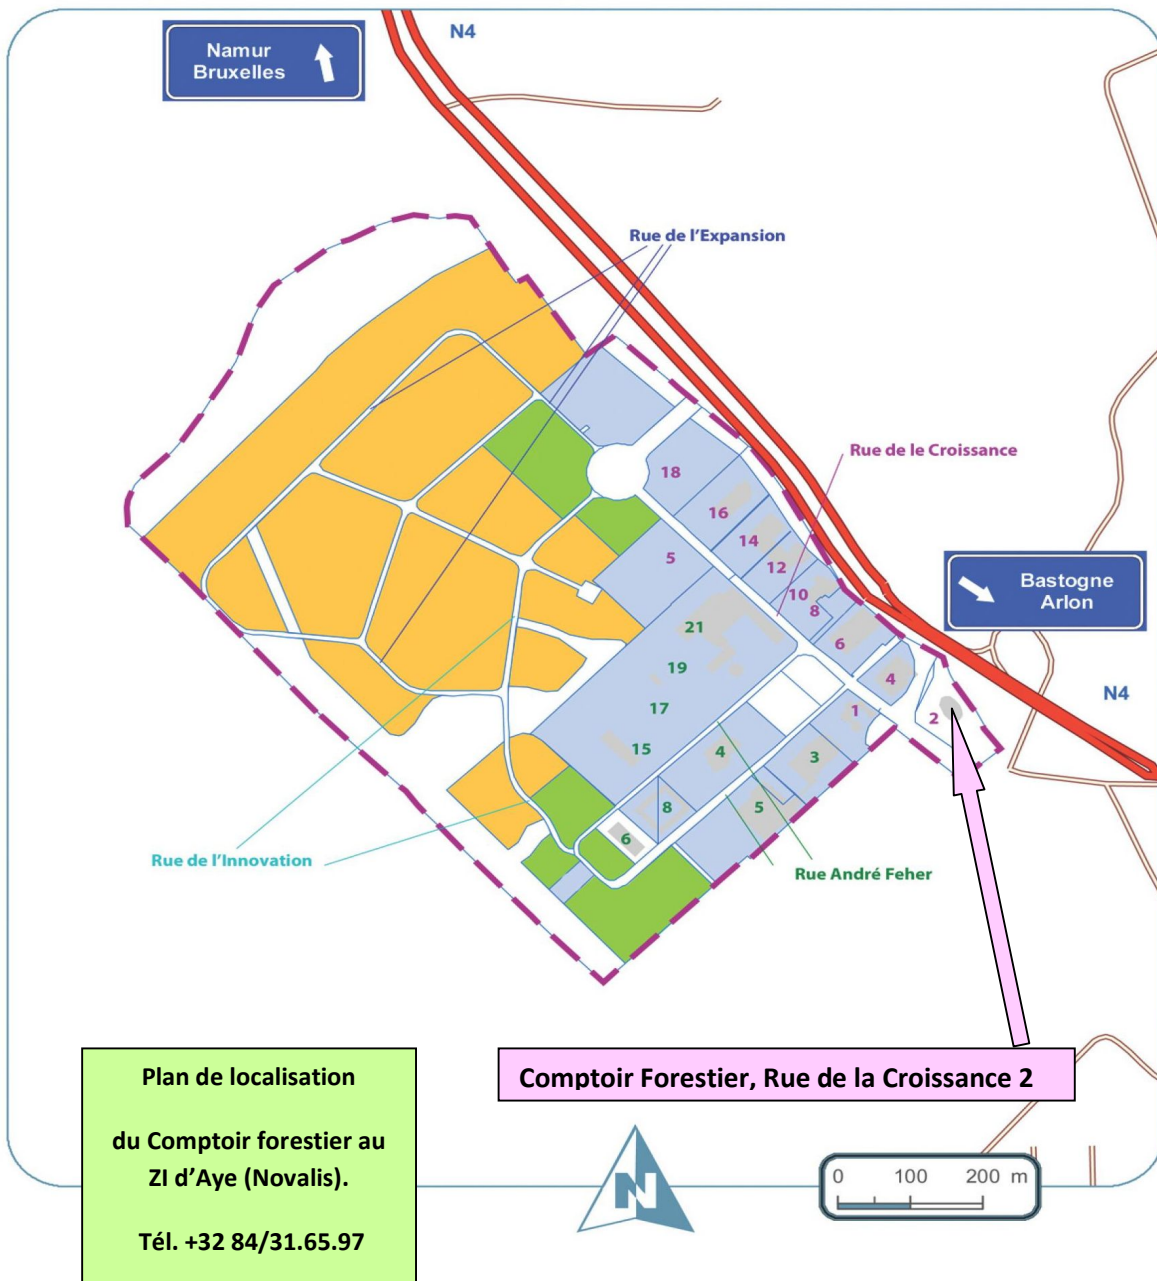 N4
Namur
Bruxelles
Rue de l'Expansion
Rue de le Croissance
18
16
14
12
10
8
6
4
2
5
21
19
17
15
1
3
4
5
8
6
Bastogne
Arlon
N4
Rue de l'Innovation
Rue André Feher
Comptoir Forestier, Rue de la Croissance 2
Plan de localisation
du Comptoir forestier au
ZI d'Aye (Novalis).
Tél. +32 84/31.65.97
N
0 100 200 m